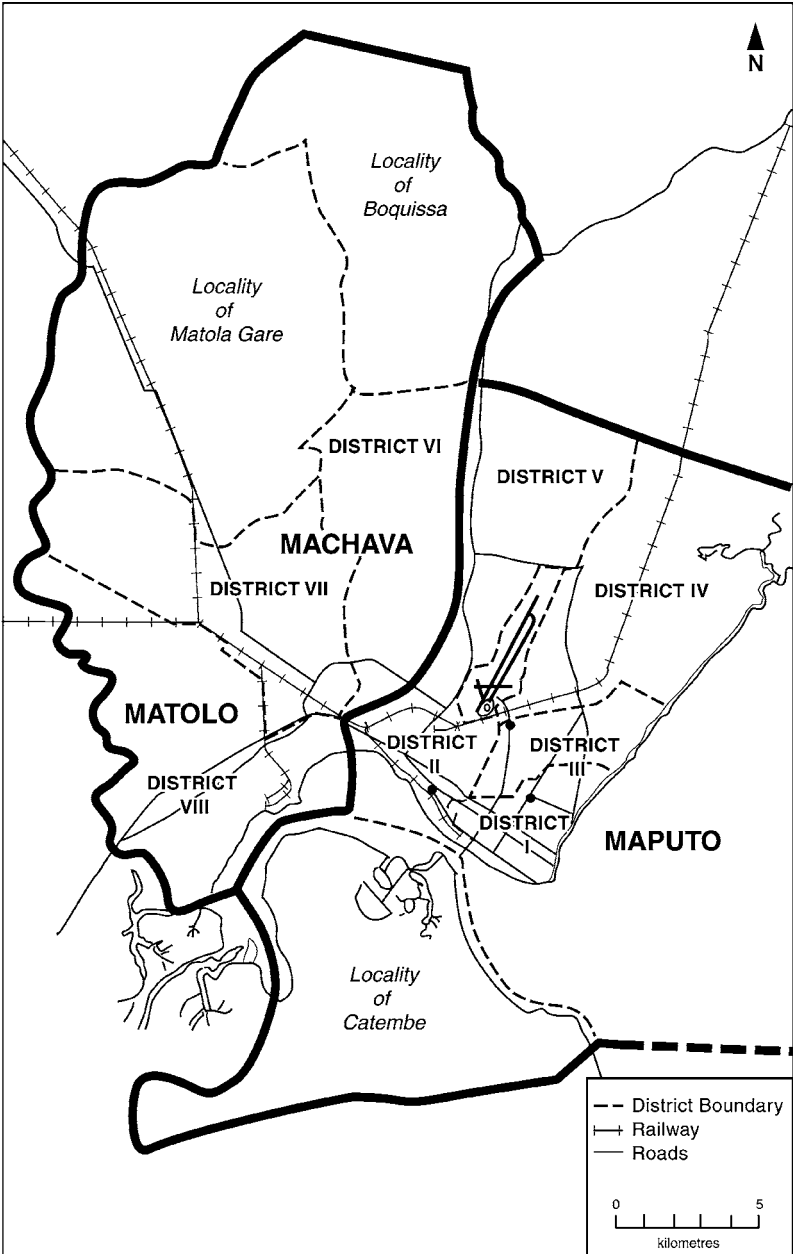 N
Locality
of
Boquissa
Locality
of
Matola Gare
DISTRICT VI
DISTRICT V
MACHAVA
DISTRICT VII
DISTRICT IV
MATOLO
DISTRICT
II
DISTRICT
III
DISTRICT
VIII
DISTRICT
I
MAPUTO
Locality
of
Catembe
District Boundary
Railway
Roads
0 5
kilometres